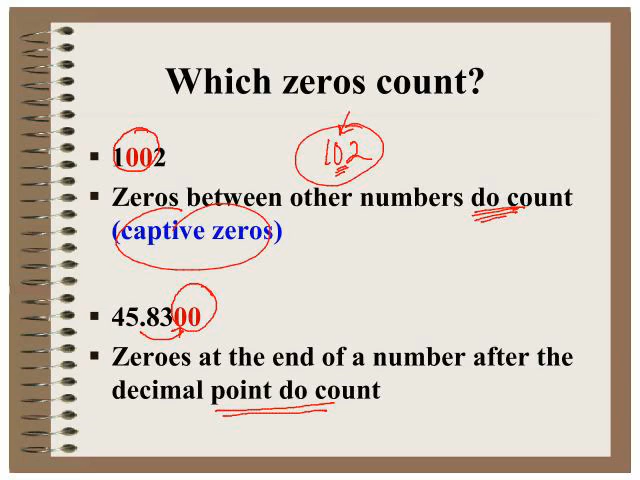 Which zeros count?
▪ 1002
102
▪ Zeros between other numbers do count
(captive zeros)
▪ 45.8300
▪ Zeroes at the end of a number after the
decimal point do count